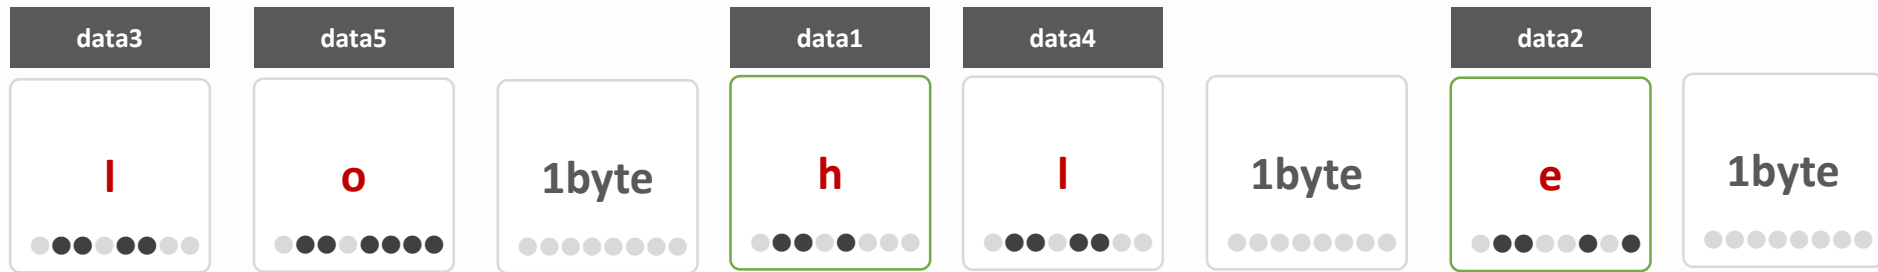 data3
data5
data1
data4
data2
l
o
1byte
h
l
1byte
e
1byte